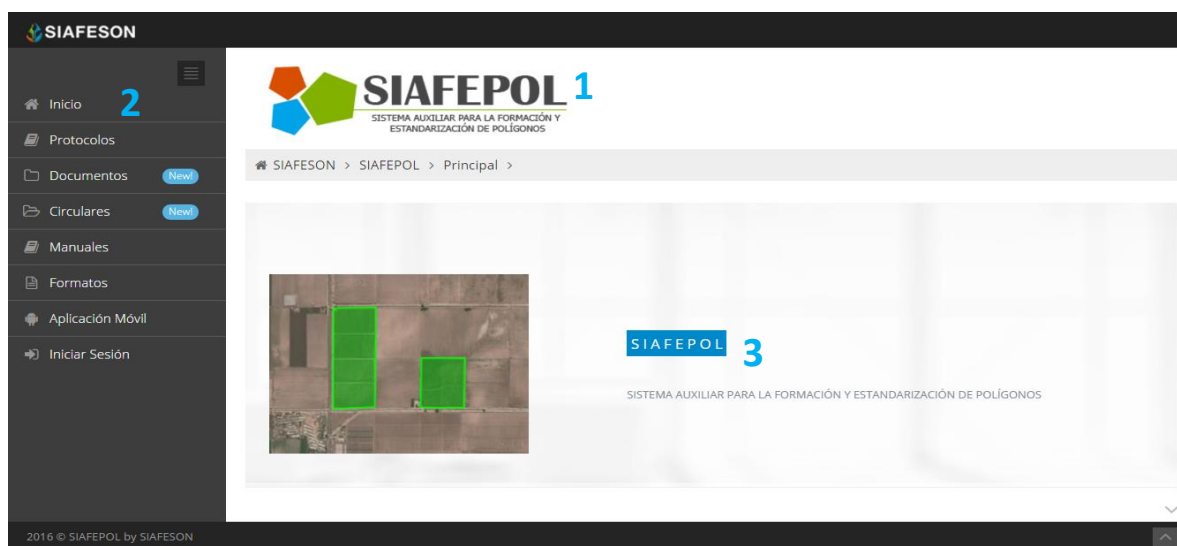 SIAFESON
Inicio
2
Protocolos
Documentos New!
Circulares New!
Manuales
Formatos
Aplicación Móvil
Iniciar Sesión
SIAFEPOL 1
SISTEMA AUXILIAR PARA LA FORMACIÓN Y
ESTANDARIZACIÓN DE POLÍGONOS
SIAFESON > SIAFEPOL > Principal >
SIAFEPOL
3
SISTEMA AUXILIAR PARA LA FORMACIÓN Y ESTANDARIZACIÓN DE POLÍGONOS
2016 © SIAFEPOL by SIAFESON